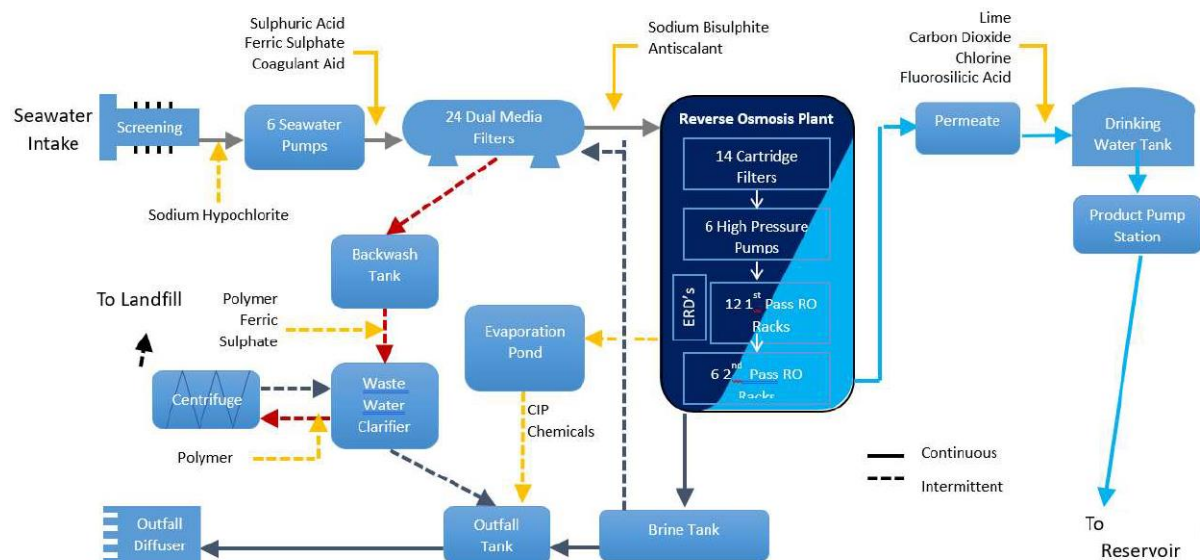 Sulphuric Acid
Ferric Sulphate
Coagulant Aid
Sodium Bisulphite
Antiscalant
Lime
Carbon Dioxide
Chlorine
Fluorosilicic Acid
Seawater
Intake
Screening
6 Seawater
Pumps
24 Dual Media
Filters
Reverse Osmosis Plant
Permeate
Drinking
Water Tank
14 Cartridge
Filters
Sodium Hypochlorite
6 High Pressure
Pumps
Product Pump
Station
Backwash
Tank
To Landfill
Polymer
Ferric
Sulphate
Evaporation
Pond
ERD's
12 1st Pass RO
Racks
6 2nd Pass RO
Racks
Centrifuge
Waste
Water
Clarifier
CIP
Chemicals
Polymer
Continuous
Intermittent
Outfall
Diffuser
Outfall
Tank
Brine Tank
To
Reservoir